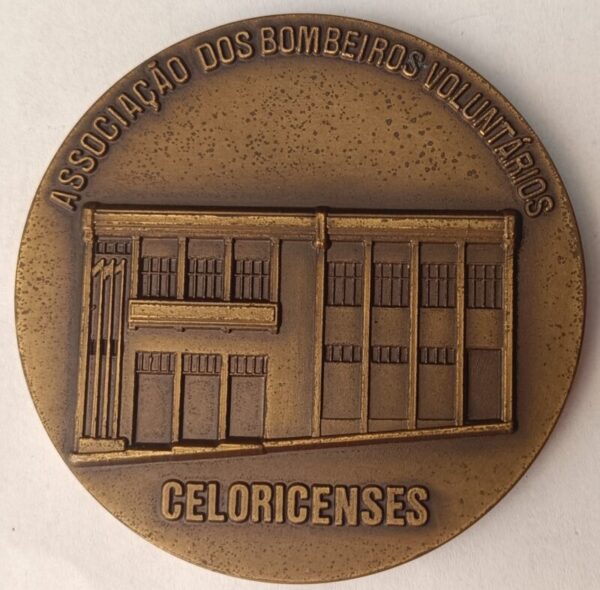 ASSOCIAÇÃO DOS BOMBEIROS VOLUNTÁRIOS
CELORICENSES